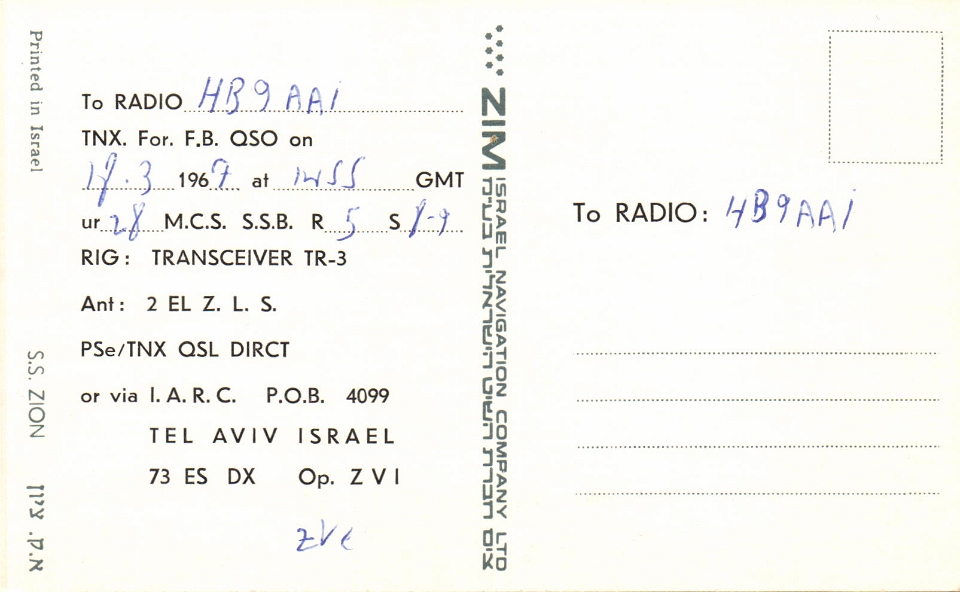 Printed in Israel
S.S. ZION א.ק. ציון
To RADIO HB9AAI
TNX. For. F.B. QSO on
19.3 1967 at 1455 GMT
ur 28 M.C.S. S.S.B. R 5 S 8-9
RIG: TRANSCEIVER TR-3
Ant: 2 EL Z. L. S.
PSe/TNX QSL DIRCT
or via I.A.R.C. P.O.B. 4099
TEL AVIV ISRAEL
73 ES DX Op. ZVI
ZVI
ZIM ISRAEL NAVIGATION COMPANY LTD
צים חברת השיט הישראלית בע״מ
To RADIO: HB9AAI